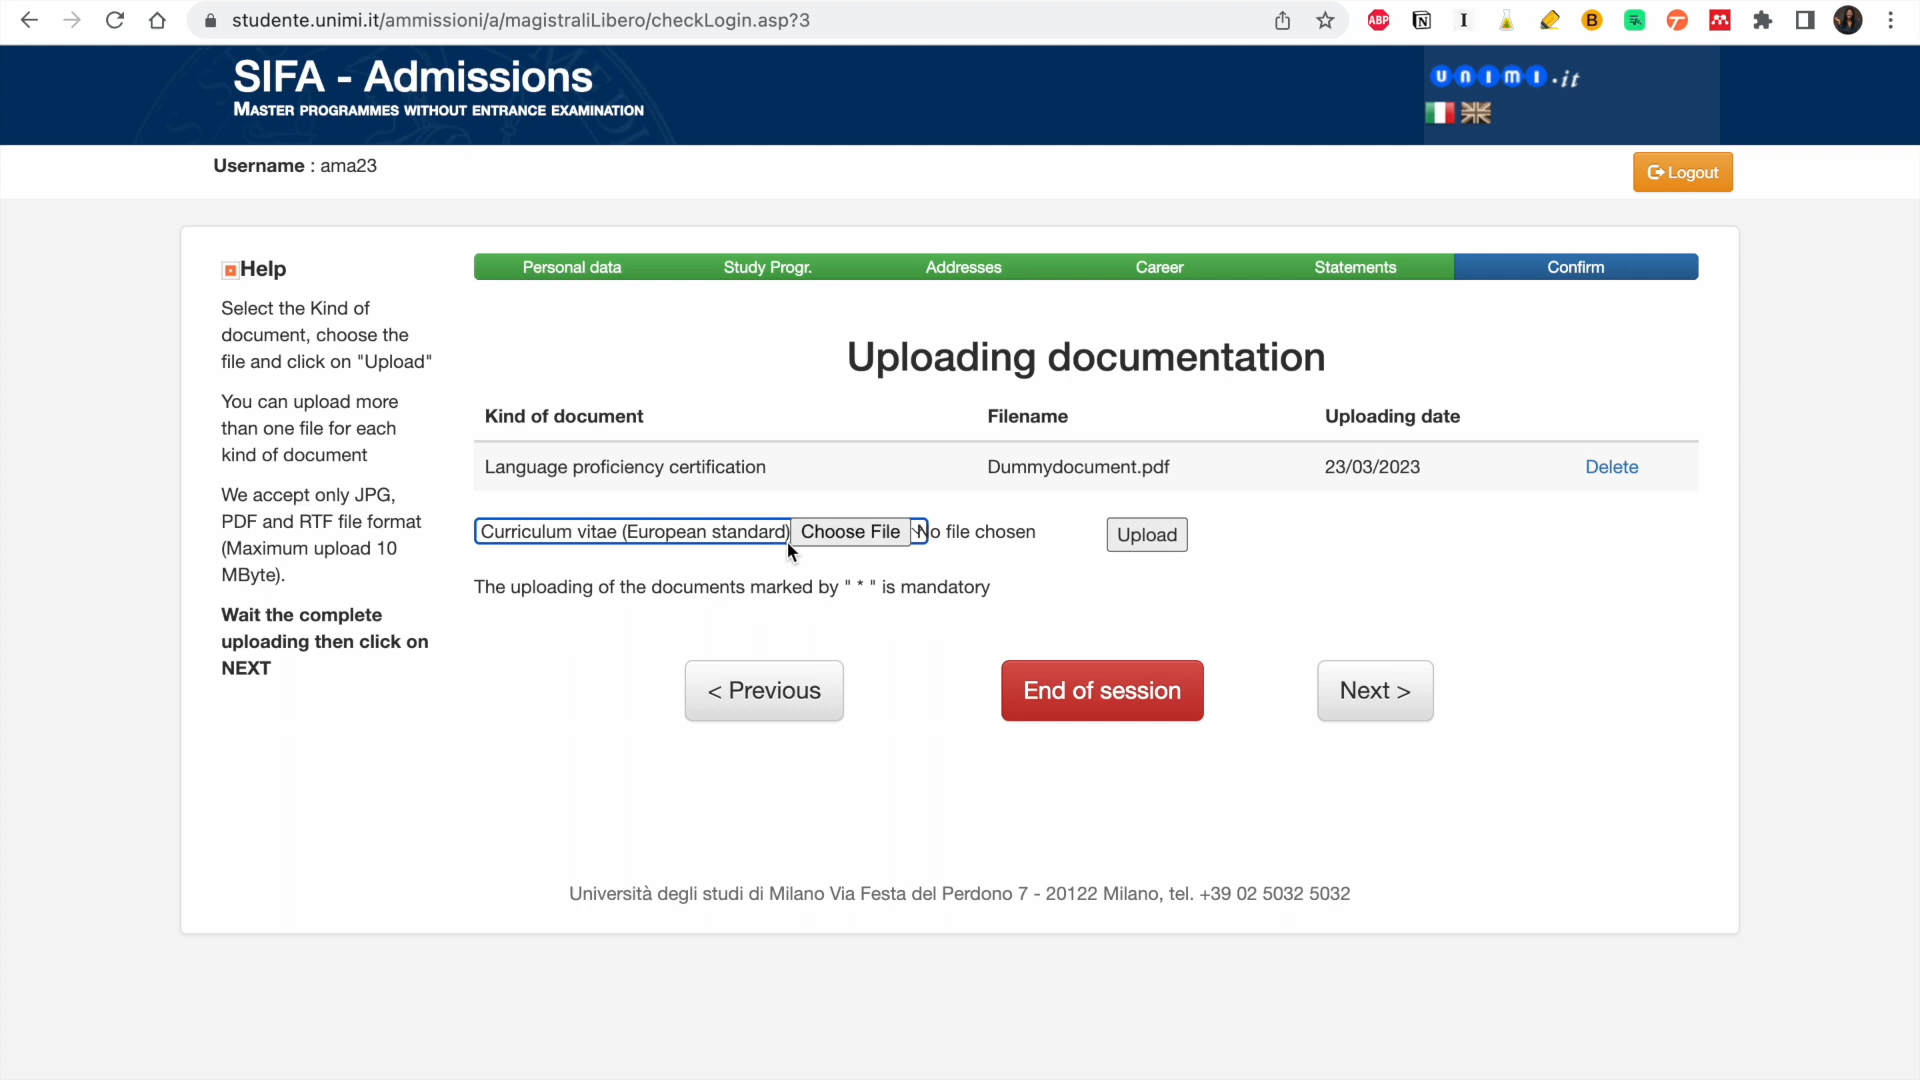 studente.unimi.it/ammissioni/a/magistraliLibero/checkLogin.asp?3
ABP
N
I
B
SIFA - Admissions
MASTER PROGRAMMES WITHOUT ENTRANCE EXAMINATION
unimi.it
Username : ama23
Logout
Help
Select the Kind of
document, choose the
file and click on "Upload"
You can upload more
than one file for each
kind of document
We accept only JPG,
PDF and RTF file format
(Maximum upload 10
MByte).
Wait the complete
uploading then click on
NEXT
Personal data Study Progr. Addresses Career Statements Confirm
Uploading documentation
Kind of document Filename Uploading date
Language proficiency certification Dummydocument.pdf 23/03/2023 Delete
Curriculum vitae (European standard) Choose File No file chosen Upload
The uploading of the documents marked by " * " is mandatory
< Previous End of session Next >
Università degli studi di Milano Via Festa del Perdono 7 - 20122 Milano, tel. +39 02 5032 5032